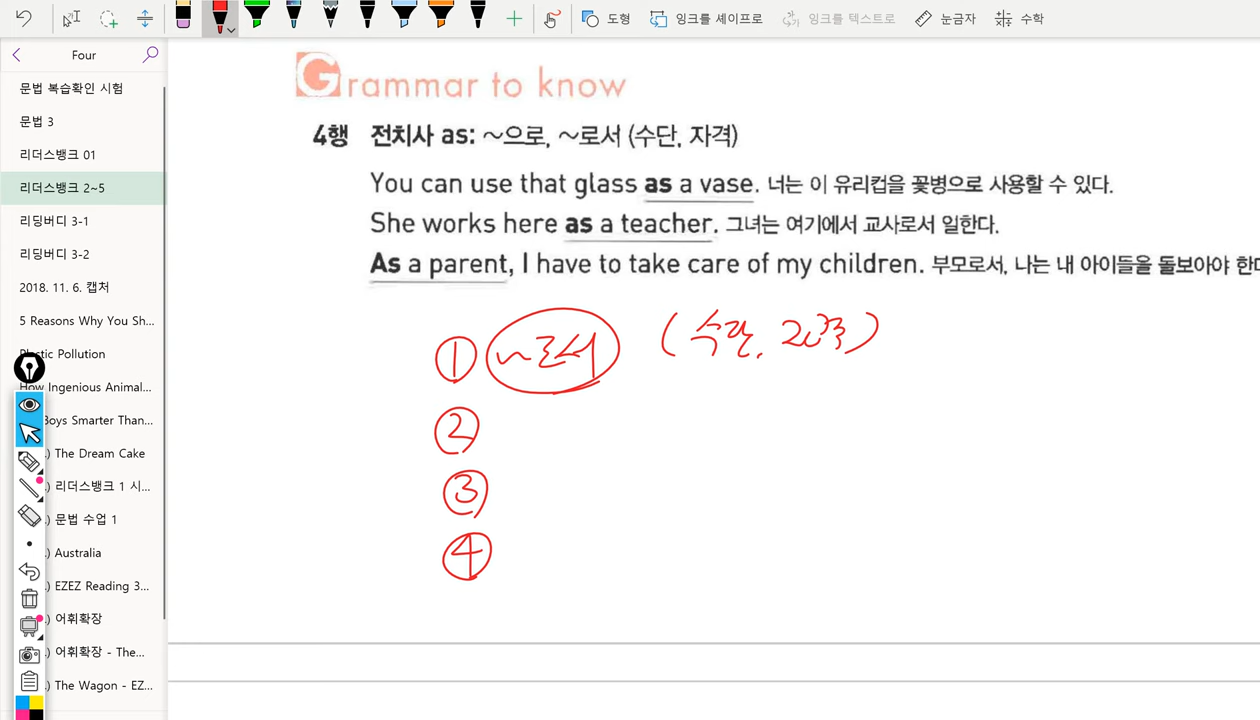 도형
잉크를 셰이프로
잉크를 텍스트로
눈금자
수학
Four
문법 복습확인 시험
문법 3
리더스뱅크 01
리더스뱅크 2~5
리딩버디 3-1
리딩버디 3-2
2018. 11. 6. 캡처
5 Reasons Why You Sh...
Plastic Pollution
How Ingenious Animal...
Boys Smarter Than...
.) The Dream Cake
.) 리더스뱅크 1 시...
.) 문법 수업 1
.) Australia
.) EZEZ Reading 3...
.) 어휘확장
.) 어휘확장 - The...
.) The Wagon - EZ...
Grammar to know
4행 전치사 as: ~으로, ~로서 (수단, 자격)
You can use that glass as a vase. 너는 이 유리컵을 꽃병으로 사용할 수 있다.
She works here as a teacher. 그녀는 여기에서 교사로서 일한다.
As a parent, I have to take care of my children. 부모로서, 나는 내 아이들을 돌보아야 한다
① ~로서 (수단, 자격)
②
③
④